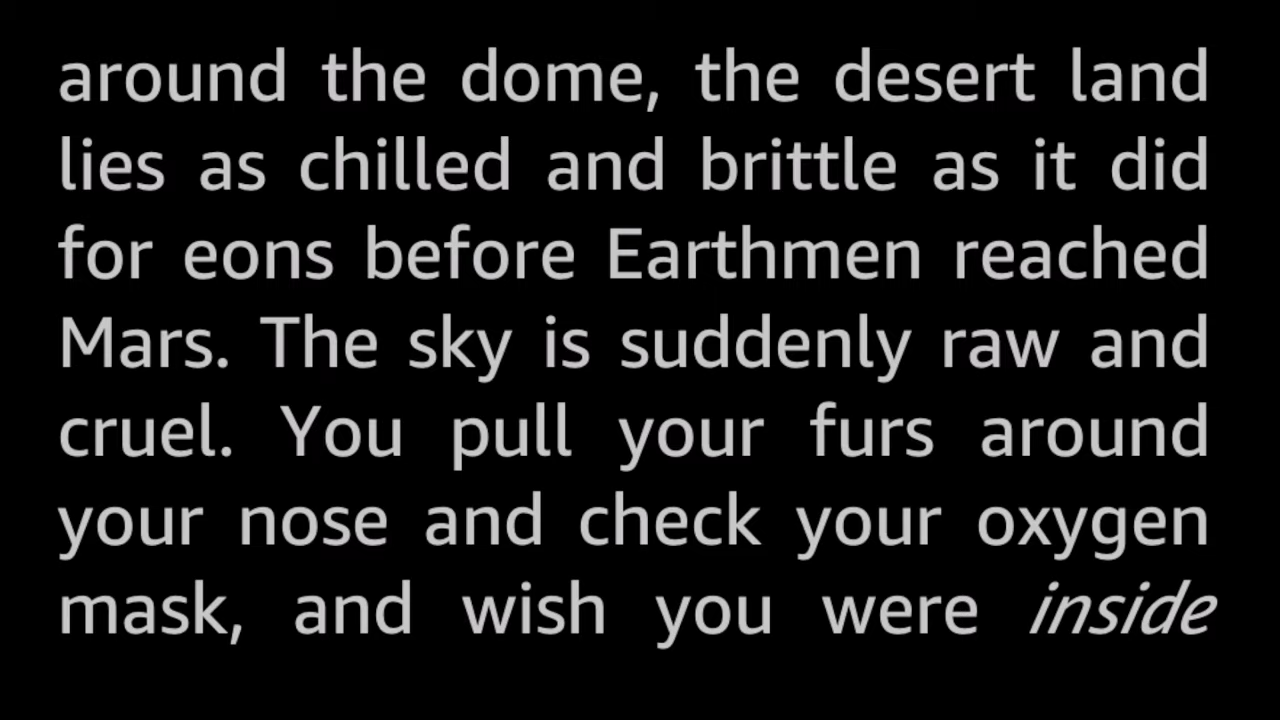 around the dome, the desert land
lies as chilled and brittle as it did
for eons before Earthmen reached
Mars. The sky is suddenly raw and
cruel. You pull your furs around
your nose and check your oxygen
mask, and wish you were inside